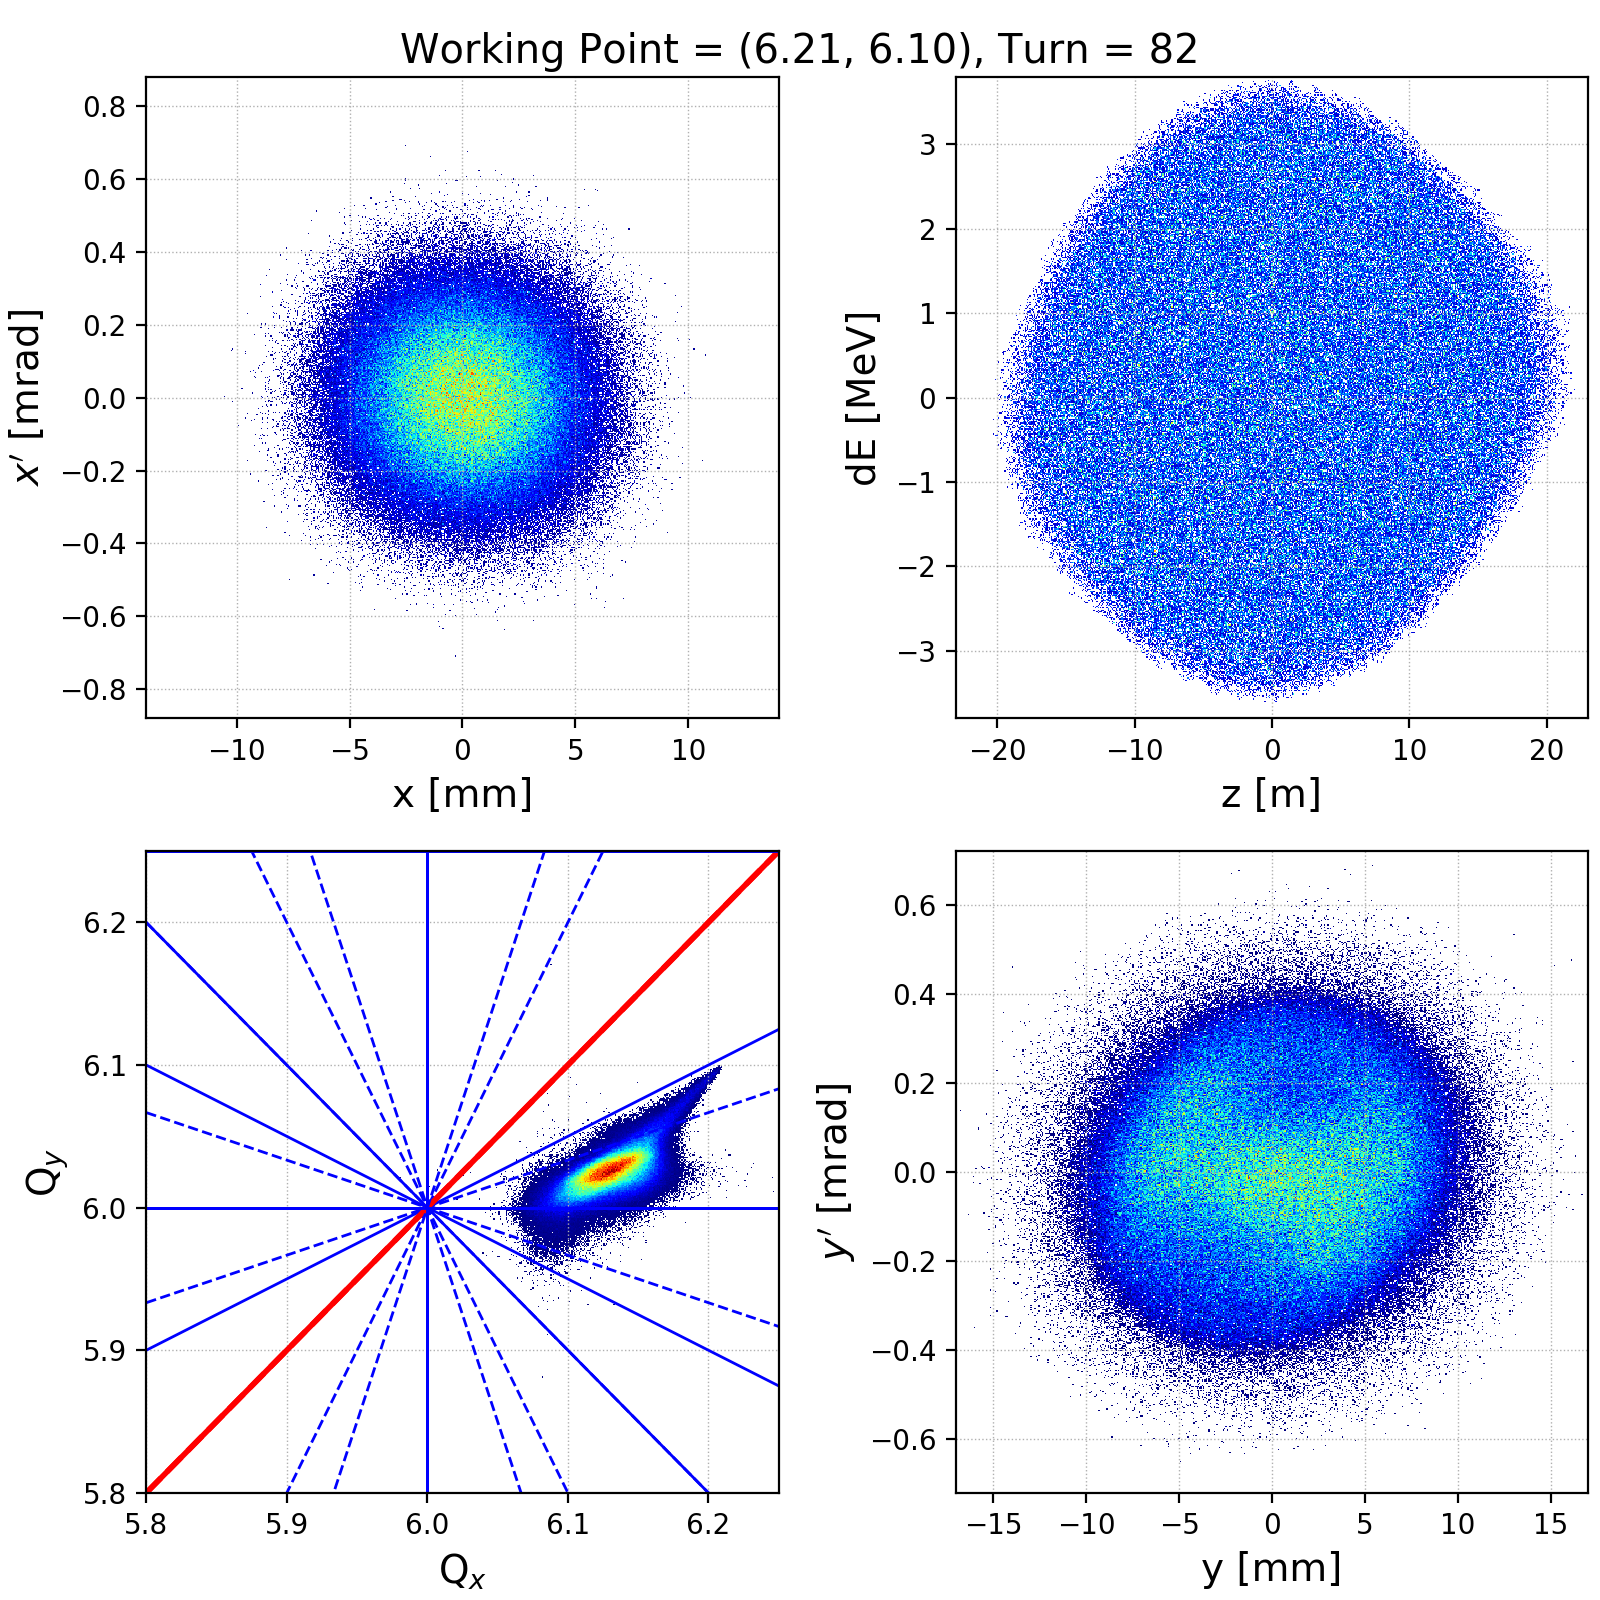 Working Point = (6.21, 6.10), Turn = 82
0.8
0.6
0.4
0.2
0.0
−0.2
−0.4
−0.6
−0.8
x′ [mrad]
−10 −5 0 5 10
x [mm]
3
2
1
0
−1
−2
−3
dE [MeV]
−20 −10 0 10 20
z [m]
6.2
6.1
6.0
5.9
5.8
Qy
5.8 5.9 6.0 6.1 6.2
Qx
0.6
0.4
0.2
0.0
−0.2
−0.4
−0.6
y′ [mrad]
−15 −10 −5 0 5 10 15
y [mm]